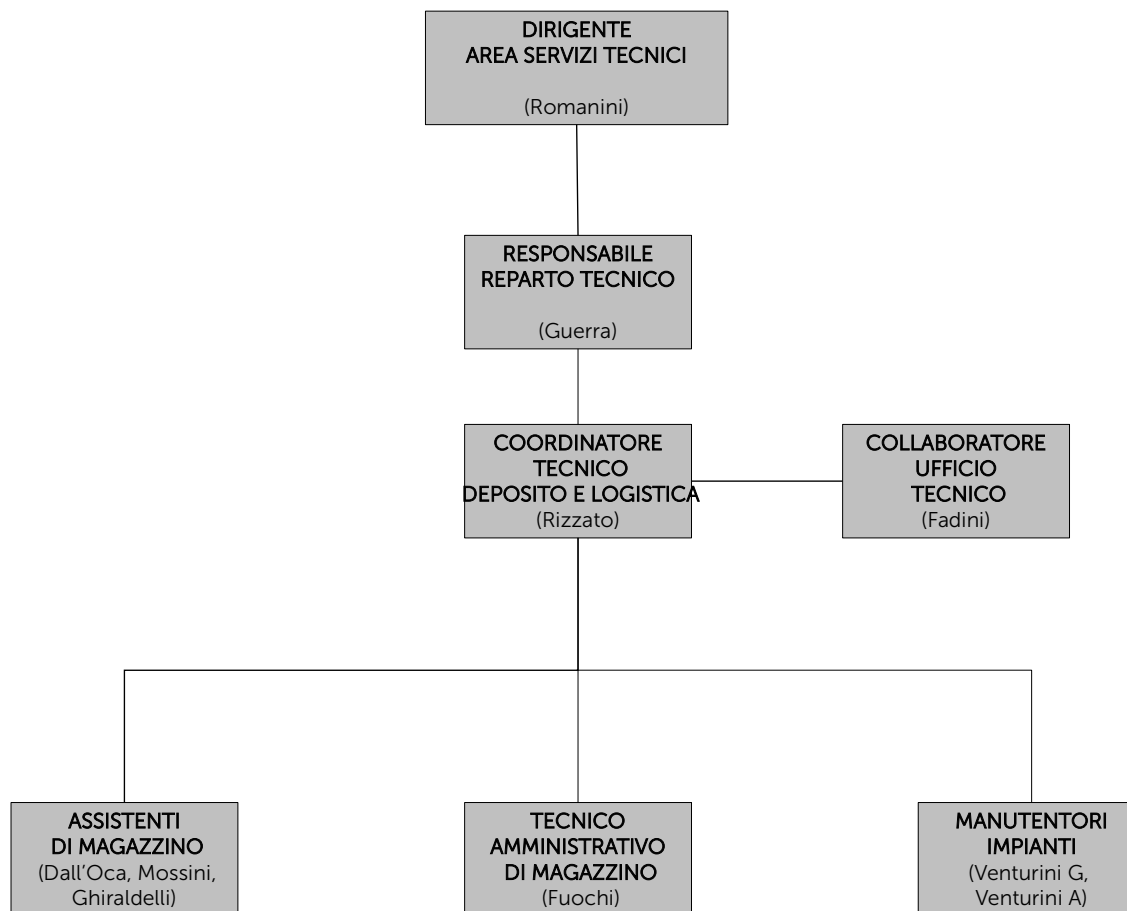 DIRIGENTE
AREA SERVIZI TECNICI
(Romanini)
RESPONSABILE
REPARTO TECNICO
(Guerra)
COORDINATORE
TECNICO
DEPOSITO E LOGISTICA
(Rizzato)
COLLABORATORE
UFFICIO
TECNICO
(Fadini)
ASSISTENTI
DI MAGAZZINO
(Dall'Oca, Mossini,
Ghiraldelli)
TECNICO
AMMINISTRATIVO
DI MAGAZZINO
(Fuochi)
MANUTENTORI
IMPIANTI
(Venturini G,
Venturini A)